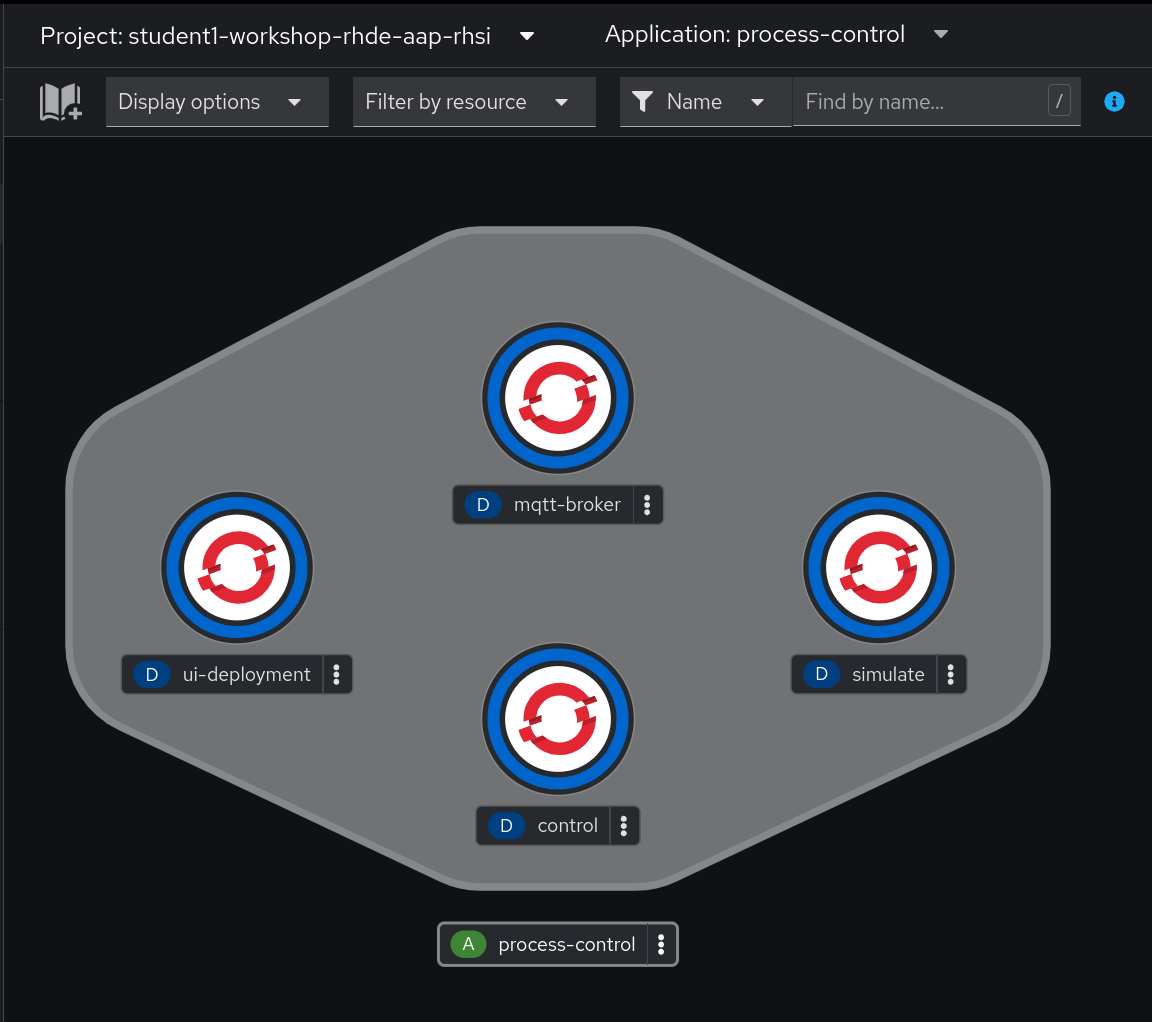 Project: student1-workshop-rhde-aap-rhsi
Application: process-control
Display options
Filter by resource
Name
Find by name...
/
i
D mqtt-broker
D ui-deployment
D simulate
D control
A process-control